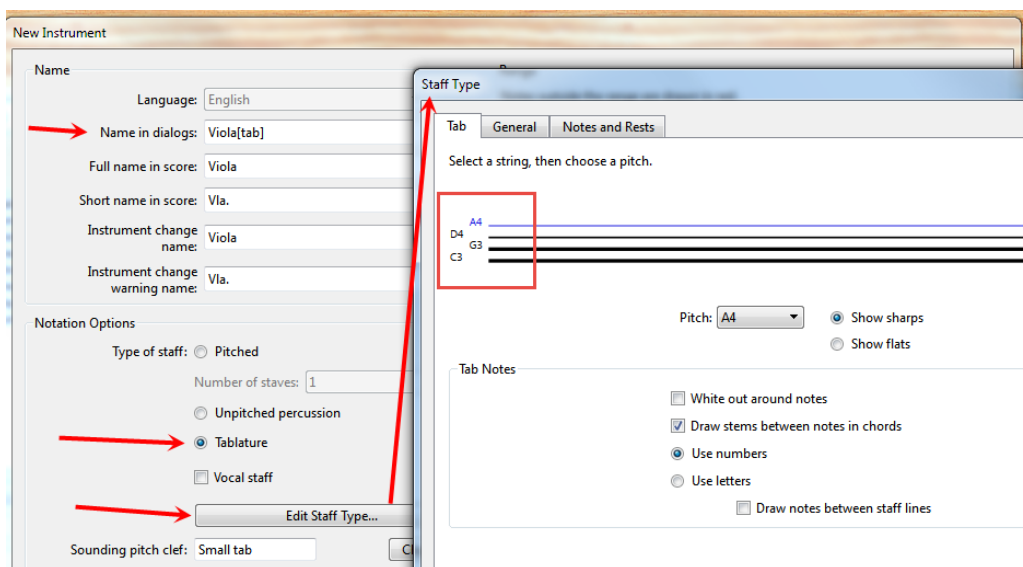 New Instrument
Name
Language: English
Name in dialogs: Viola[tab]
Full name in score: Viola
Short name in score: Vla.
Instrument change
name: Viola
Instrument change
warning name: Vla.
Notation Options
Type of staff: Pitched
Number of staves: 1
Unpitched percussion
Tablature
Vocal staff
Edit Staff Type...
Sounding pitch clef: Small tab
Staff Type
Tab General Notes and Rests
Select a string, then choose a pitch.
A4
D4
G3
C3
Pitch: A4
Show sharps
Show flats
Tab Notes
White out around notes
Draw stems between notes in chords
Use numbers
Use letters
Draw notes between staff lines